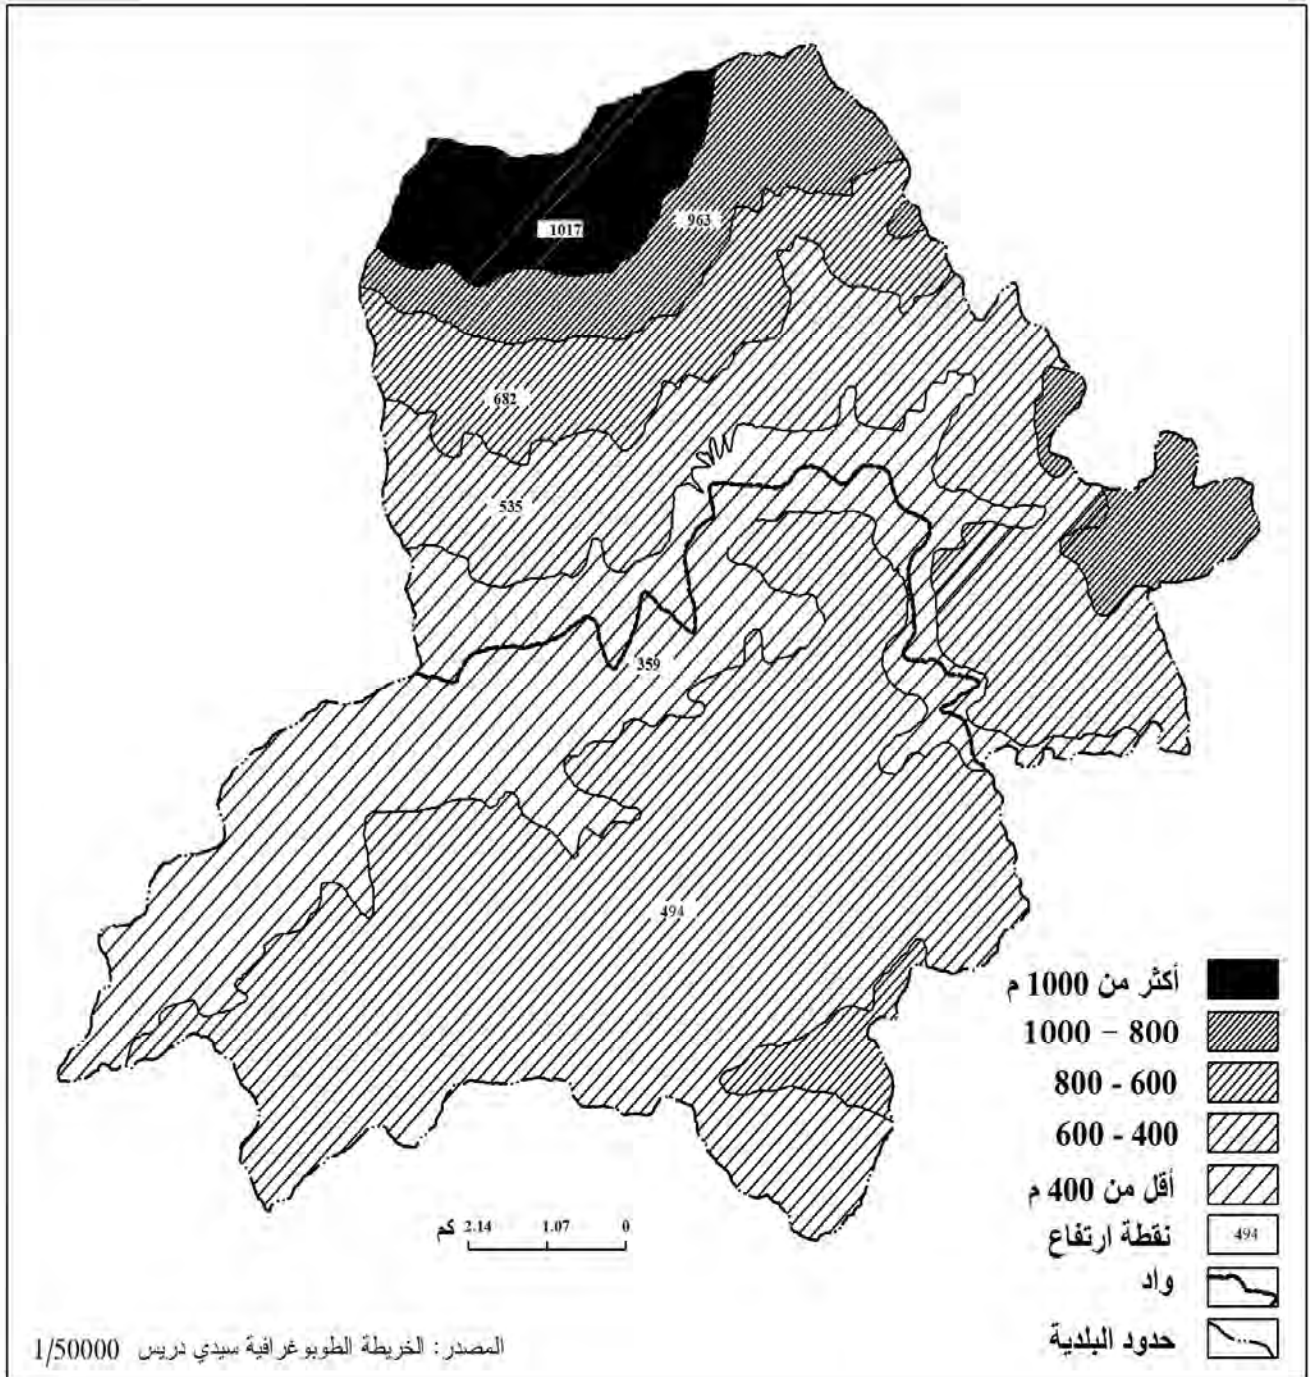 1017
963
682
535
359
494
أكثر من 1000 م
1000 – 800
800 - 600
600 - 400
أقل من 400 م
494 نقطة ارتفاع
واد
حدود البلدية
كم 2.14 1.07 0
المصدر: الخريطة الطوبوغرافية سيدي دريس 1/50000